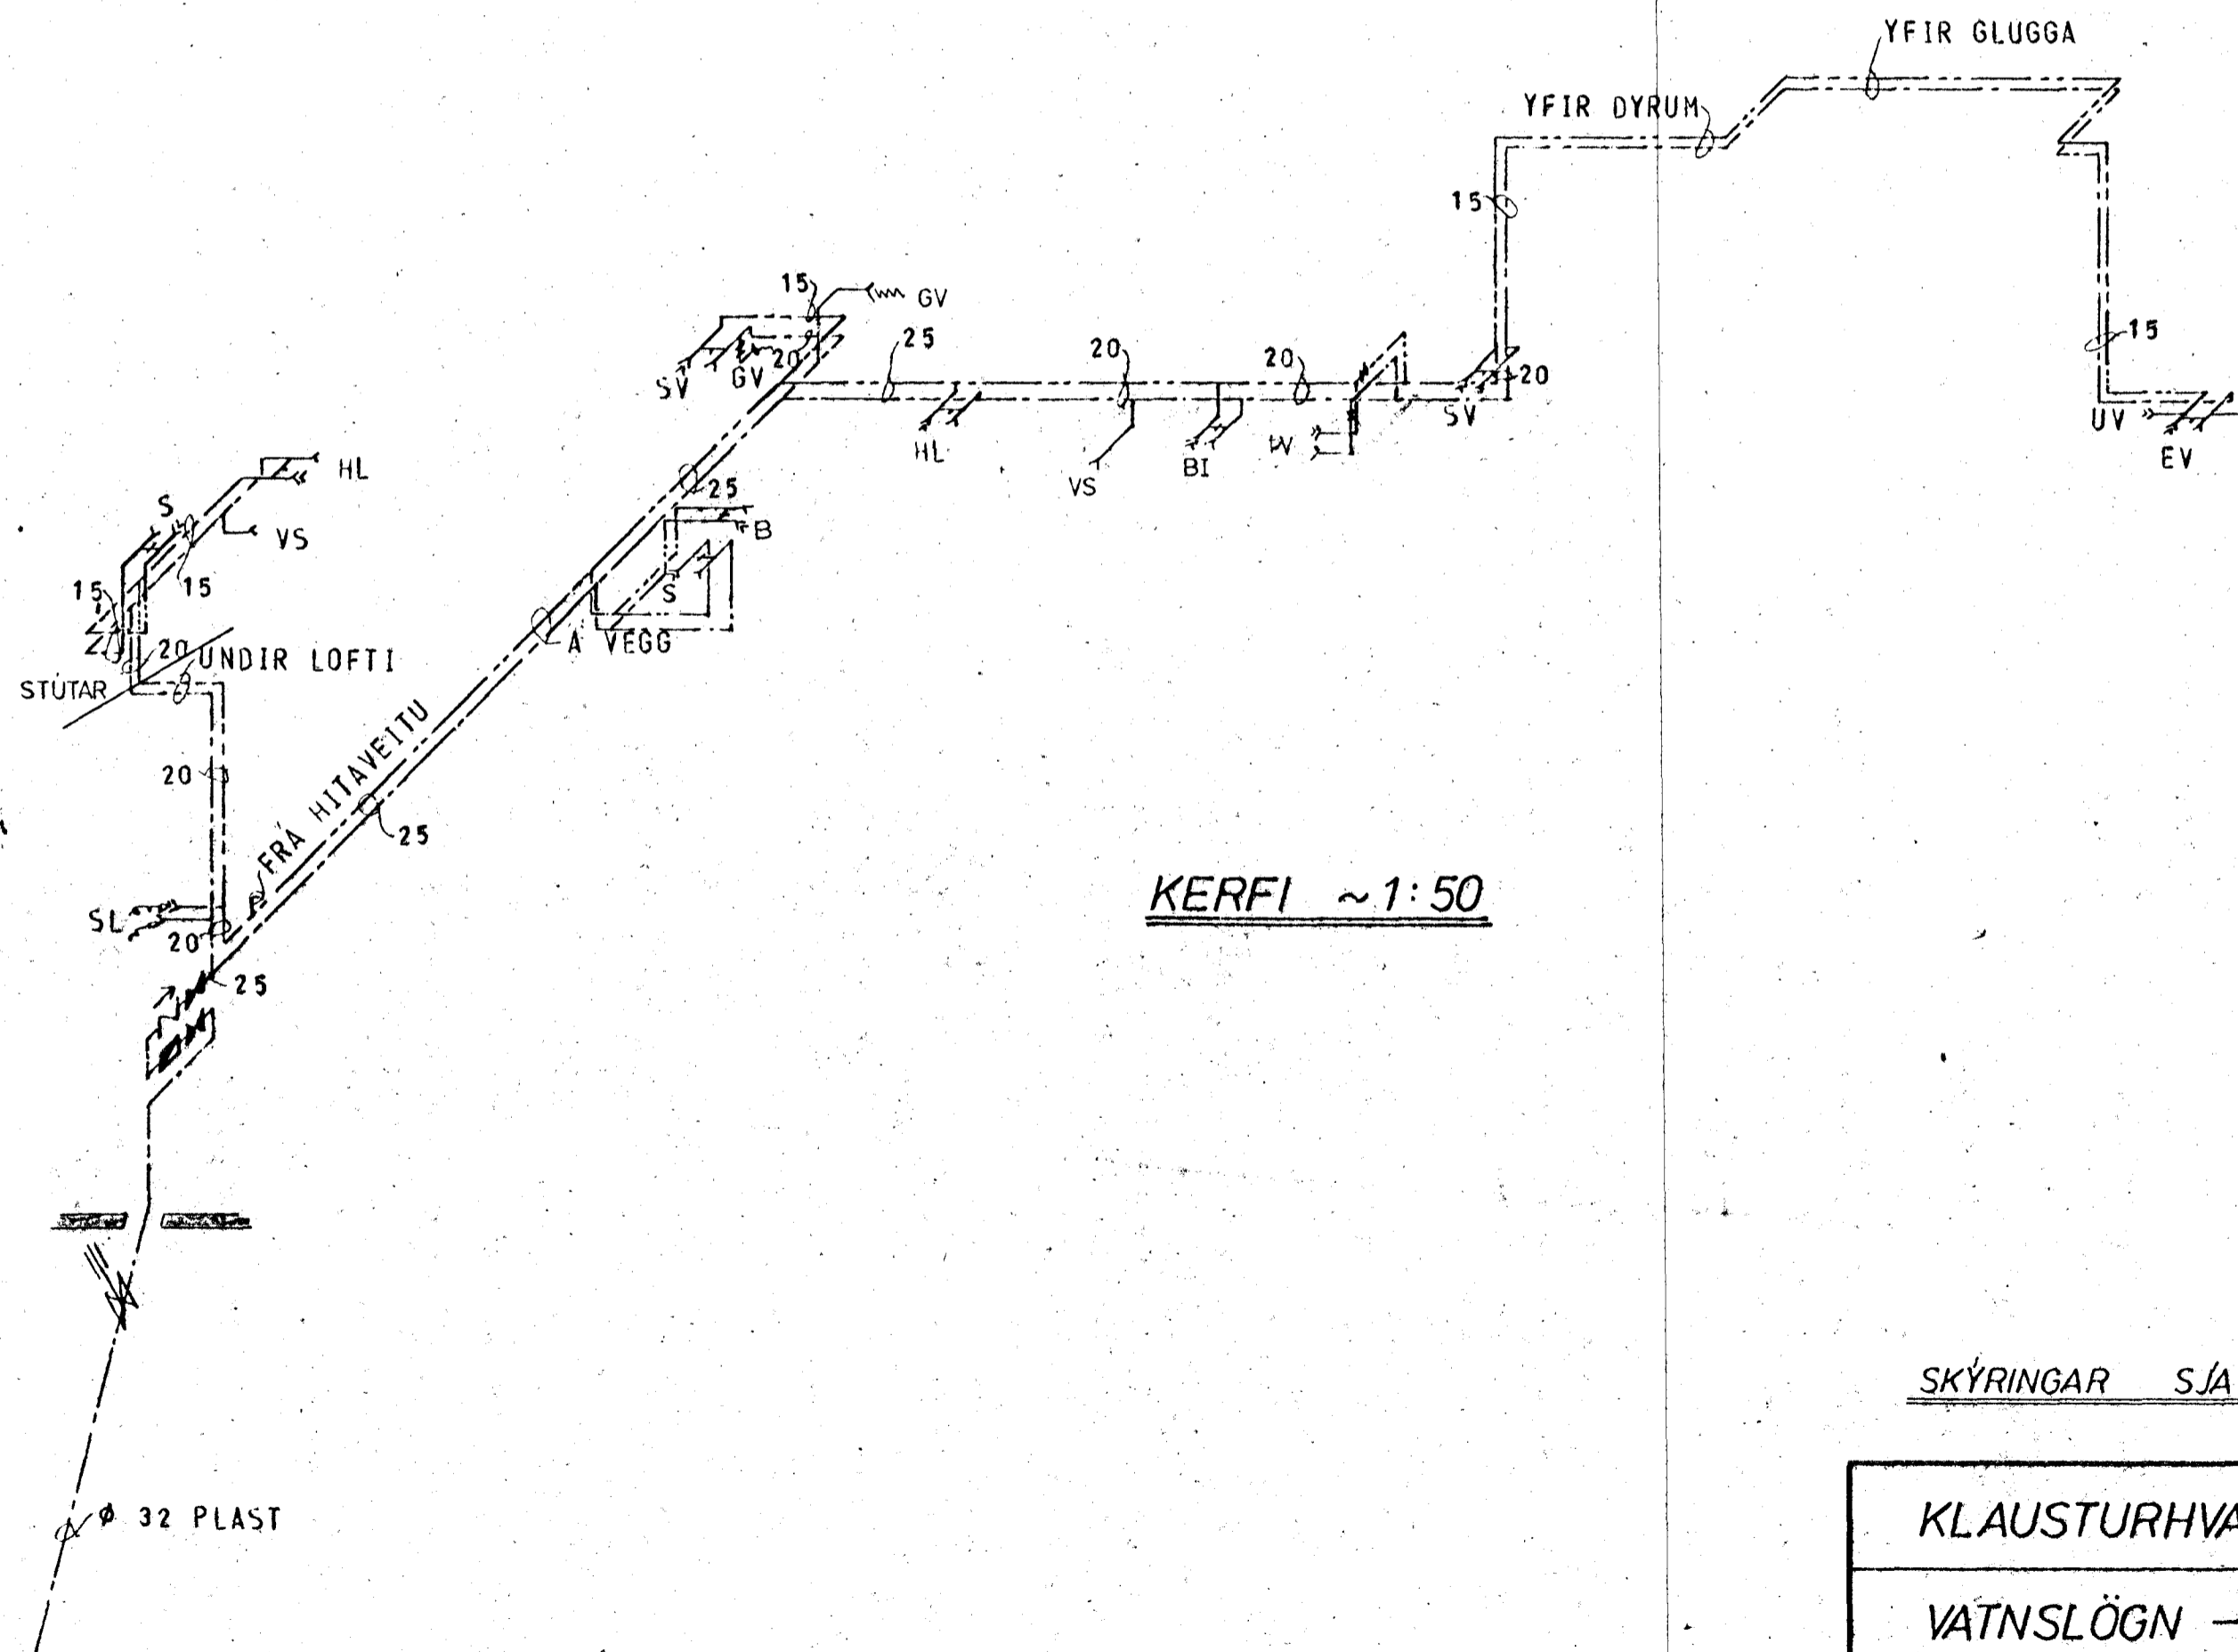 YFIR GLUGGA
YFIR DYRUM
15
15
GV
25
20
20
20
SV
GV
20
15
HL
VS
BI
SV
UV
EV
HL
S
VS
25
B
15
15
S
Á VEGG
20
UNDIR LOFTI
STÚTAR
20
FRÁ HITAVEITU
25
KERFI ~1:50
SL
20
25
SKÝRINGAR SJÁ
Ø 32 PLAST
KLAUSTURHVA
VATNSLÖGN -